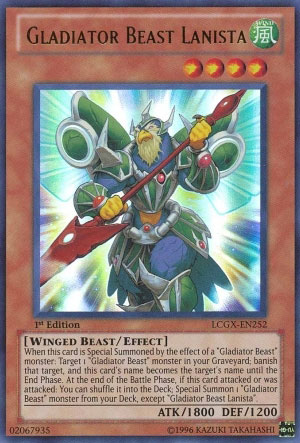 GLADIATOR BEAST LANISTA
WIND
風
1st Edition
LCGX-EN252
[WINGED BEAST/EFFECT]
When this card is Special Summoned by the effect of a "Gladiator Beast"
monster: Target 1 "Gladiator Beast" monster in your Graveyard; banish
that target, and this card's name becomes the target's name until the
End Phase. At the end of the Battle Phase, if this card attacked or was
attacked: You can shuffle it into the Deck; Special Summon 1 "Gladiator
Beast" monster from your Deck, except "Gladiator Beast Lanista".
ATK/1800 DEF/1200
02067935
©1996 KAZUKI TAKAHASHI